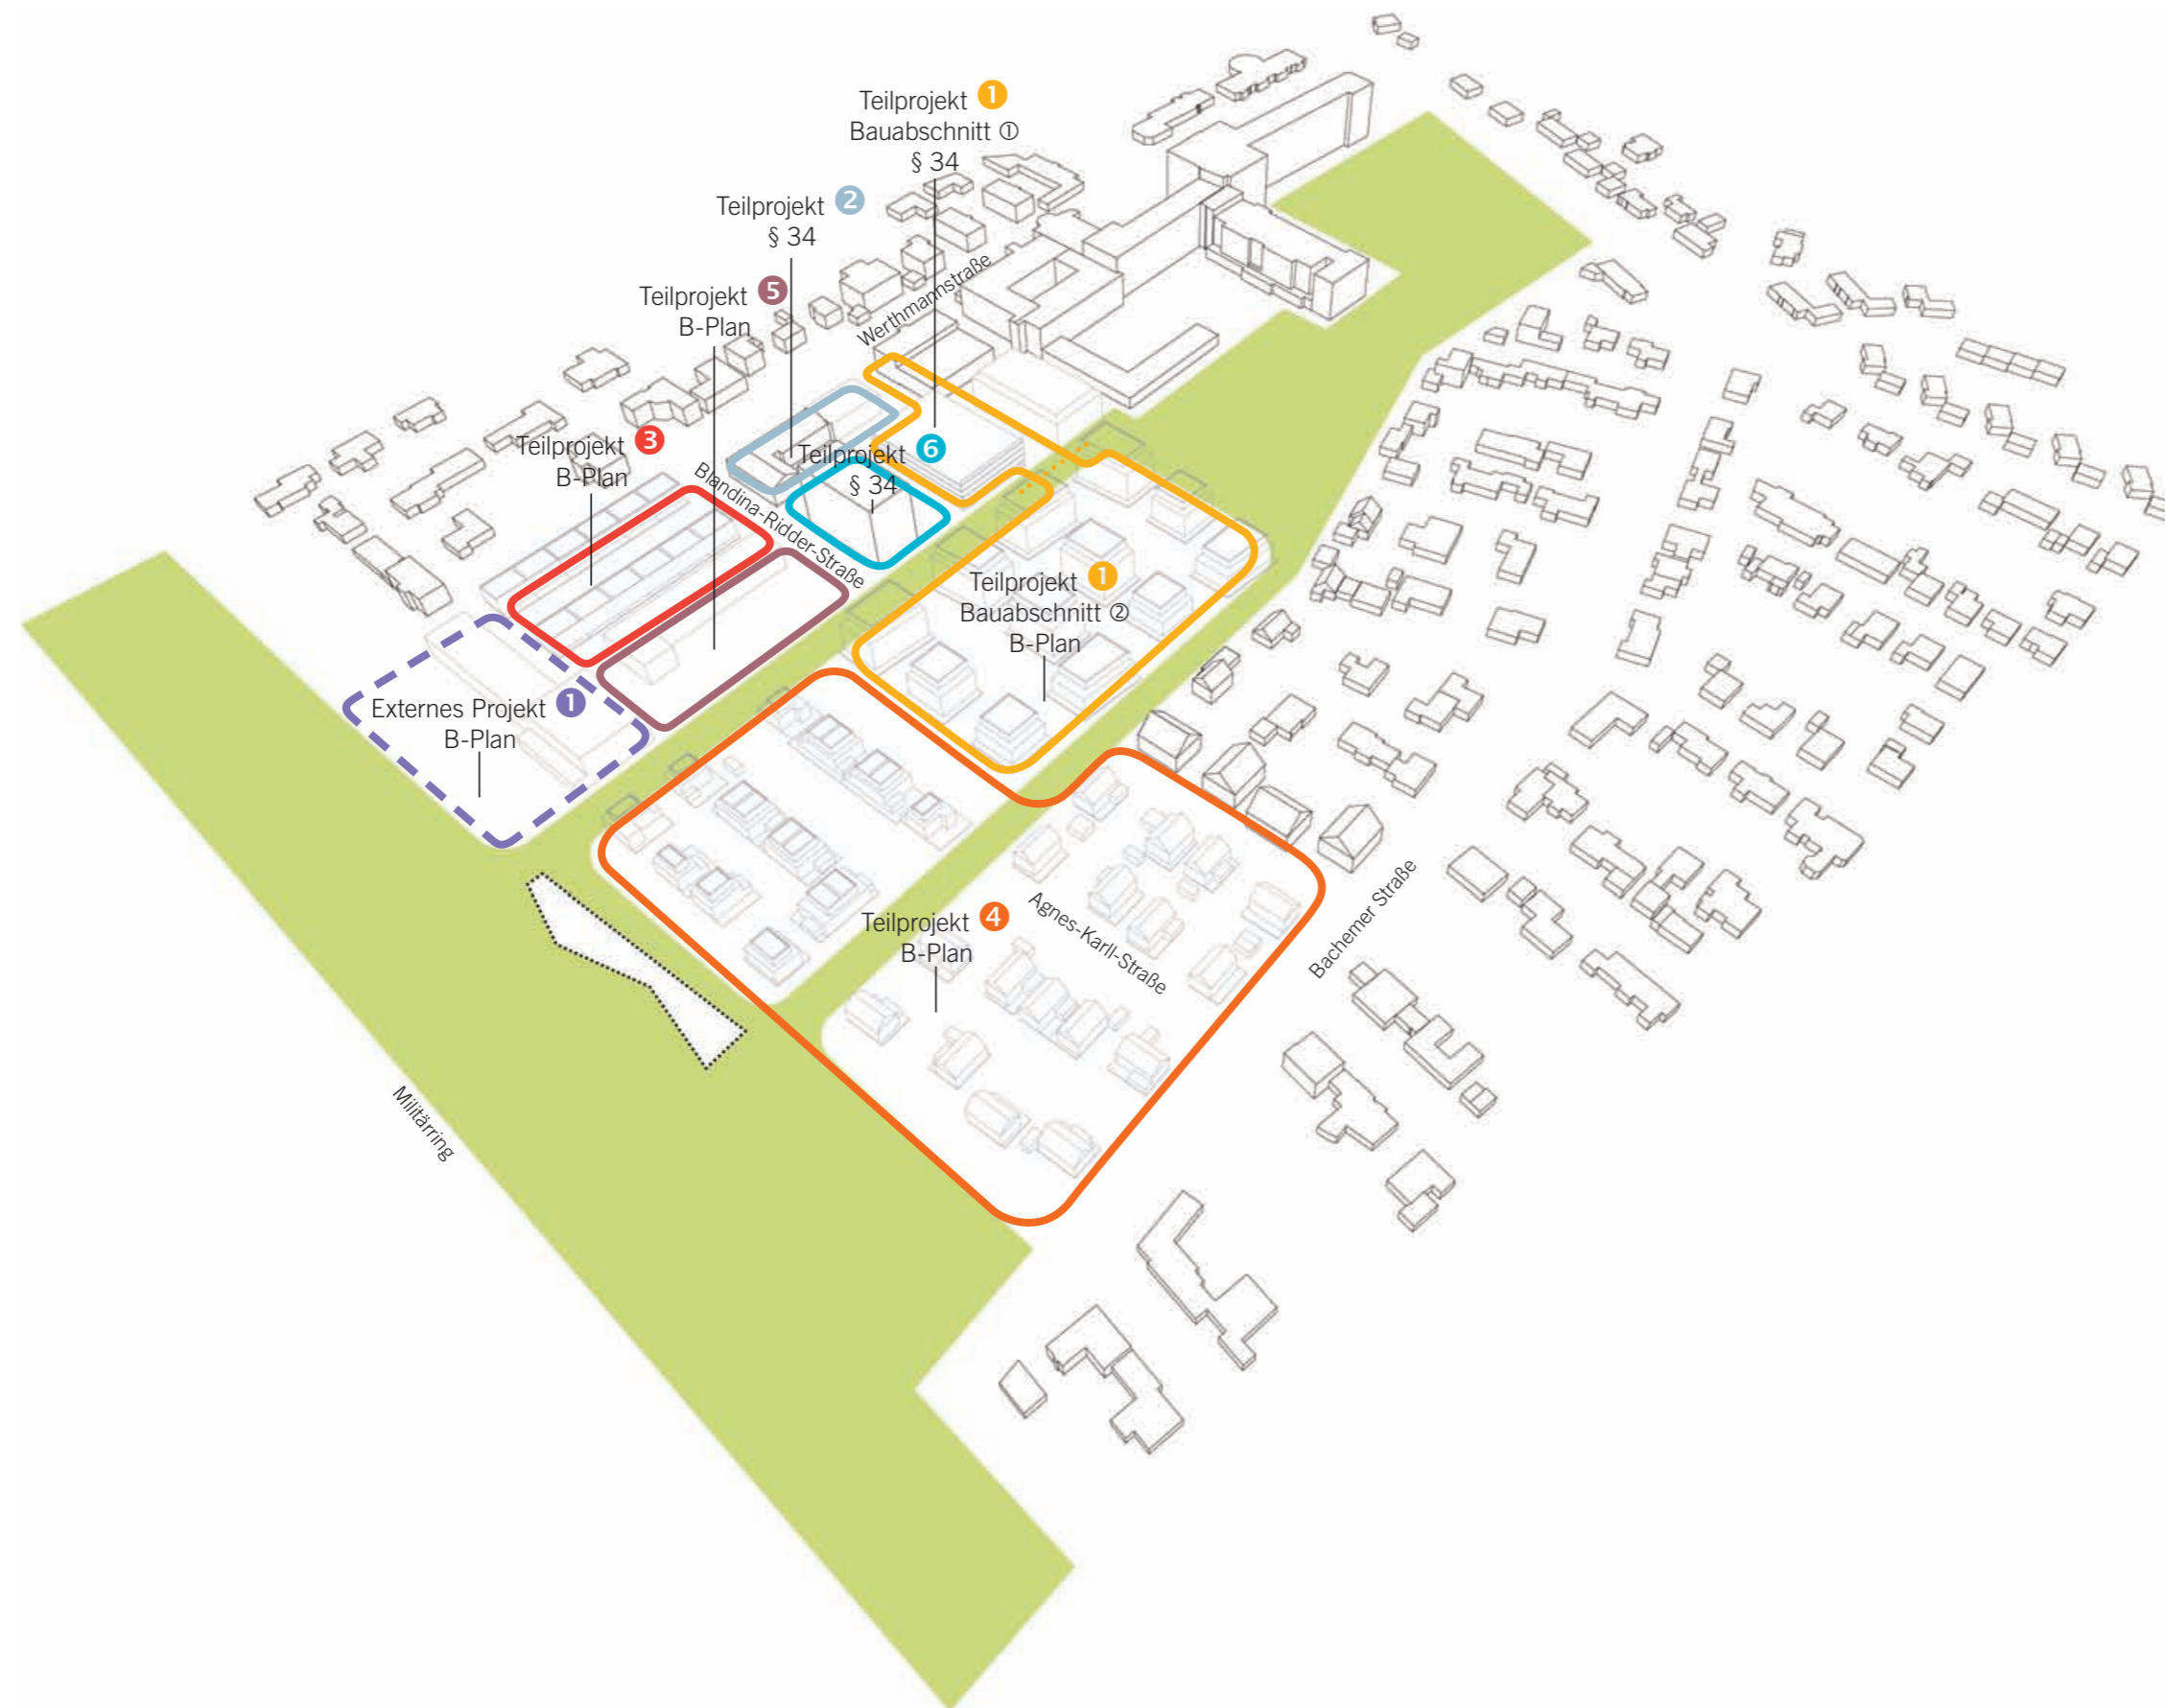 Teilprojekt 1
Bauabschnitt ①
§ 34
Teilprojekt 2
§ 34
Werthmannstraße
Teilprojekt 5
B-Plan
Teilprojekt 3
B-Plan
Teilprojekt 6
§ 34
Blandina-Ridder-Straße
Teilprojekt 1
Bauabschnitt ②
B-Plan
Externes Projekt 1
B-Plan
Teilprojekt 4
B-Plan
Agnes-Karll-Straße
Bachemer Straße
Militärring